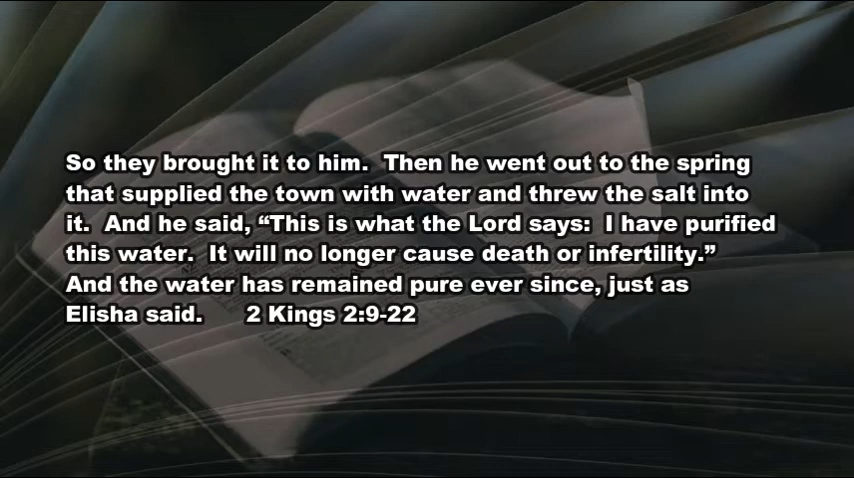 So they brought it to him.  Then he went out to the spring
that supplied the town with water and threw the salt into
it.  And he said, “This is what the Lord says:  I have purified
this water.  It will no longer cause death or infertility.”
And the water has remained pure ever since, just as
Elisha said.      2 Kings 2:9-22